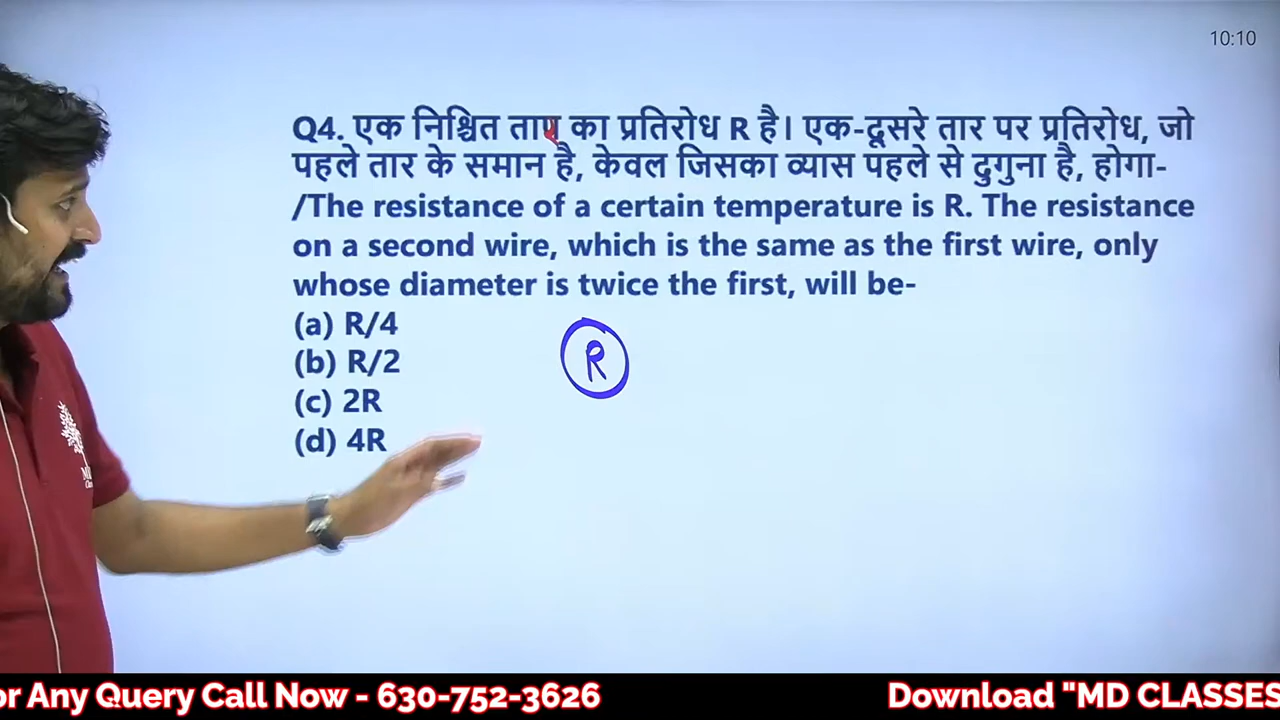 10:10
Q4. एक निश्चित ताप का प्रतिरोध R है। एक-दूसरे तार पर प्रतिरोध, जो
पहले तार के समान है, केवल जिसका व्यास पहले से दुगुना है, होगा-
/The resistance of a certain temperature is R. The resistance
on a second wire, which is the same as the first wire, only
whose diameter is twice the first, will be-
(a) R/4
(b) R/2
(c) 2R
(d) 4R
R
or Any Query Call Now - 630-752-3626
Download "MD CLASSES